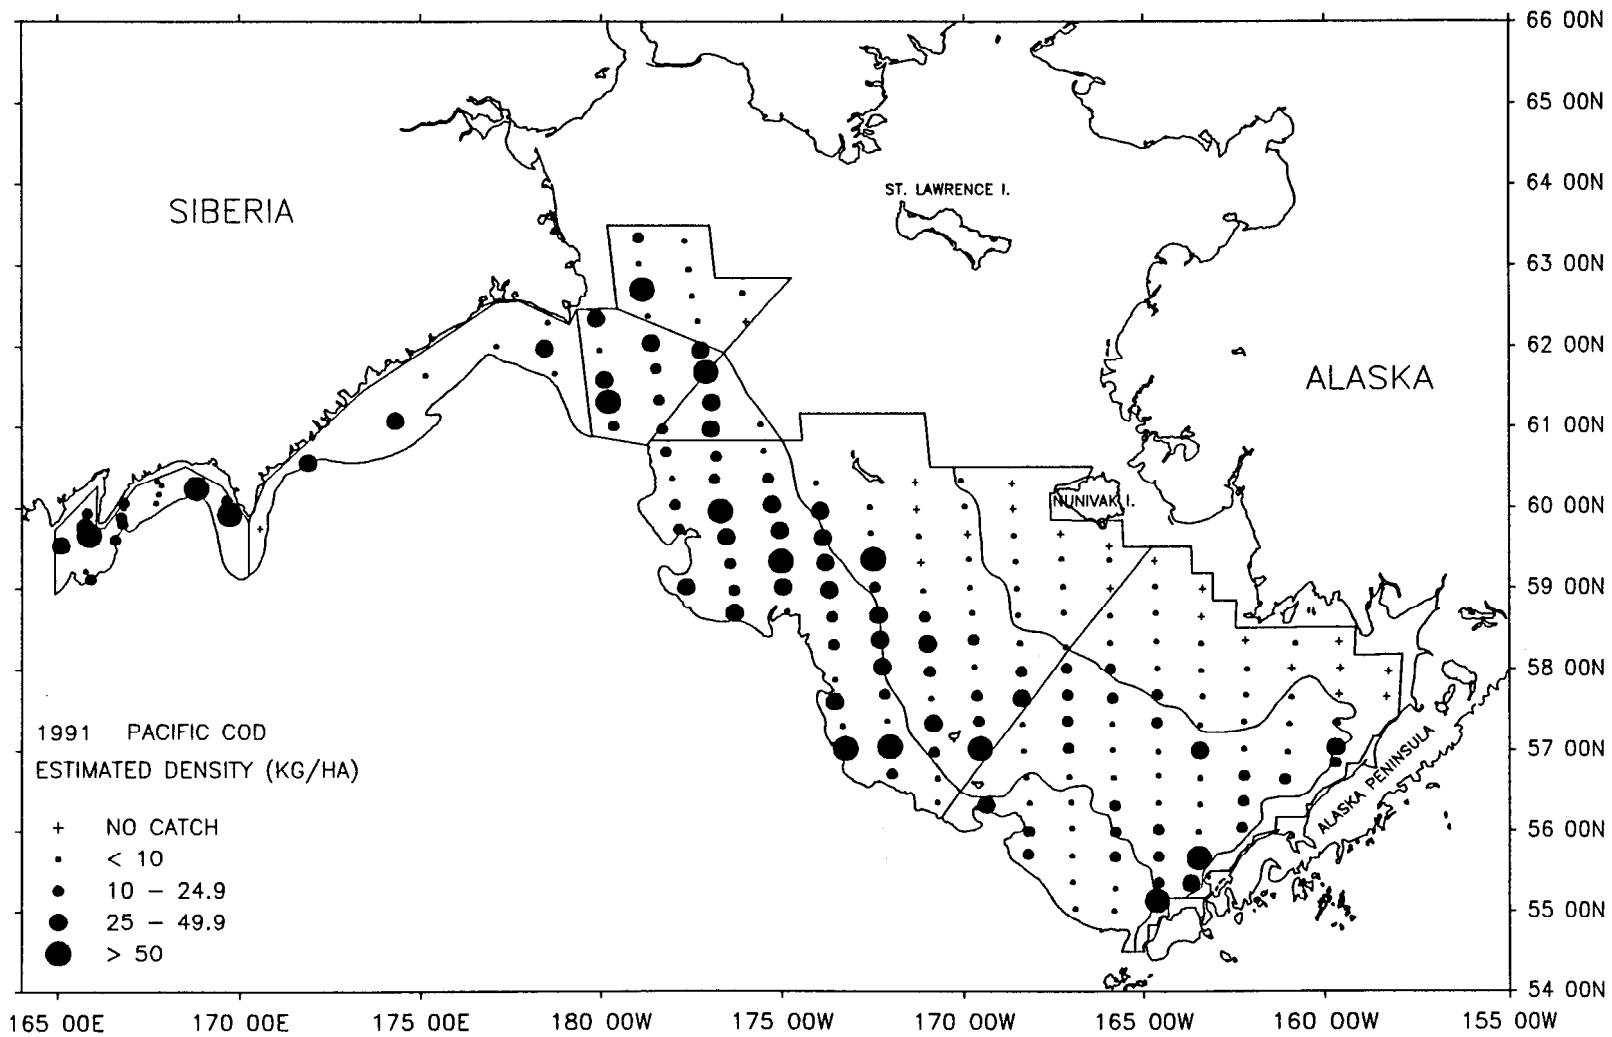 66 00N
65 00N
64 00N
63 00N
62 00N
61 00N
60 00N
59 00N
58 00N
57 00N
56 00N
55 00N
54 00N
SIBERIA
ST. LAWRENCE I.
ALASKA
NUNIVAK I.
ALASKA PENINSULA
1991 PACIFIC COD
ESTIMATED DENSITY (KG/HA)
+ NO CATCH
< 10
10 – 24.9
25 – 49.9
> 50
165 00E 170 00E 175 00E 180 00W 175 00W 170 00W 165 00W 160 00W 155 00W